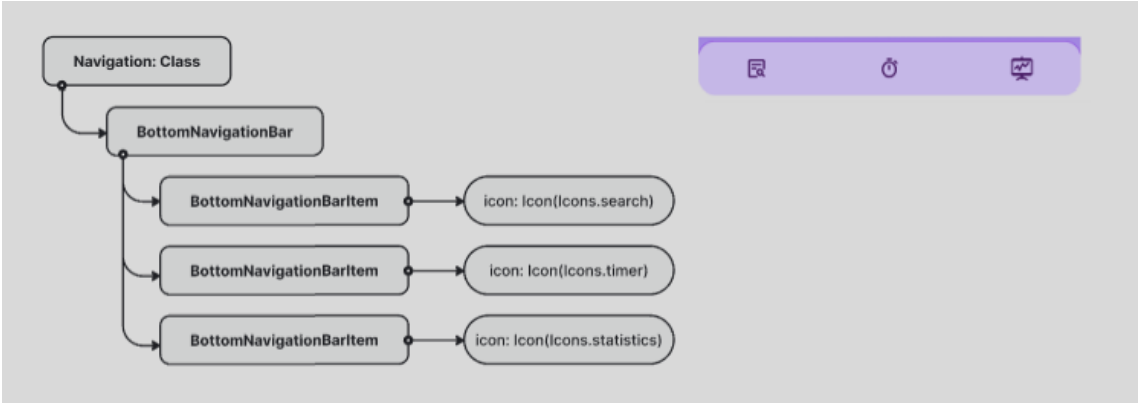 Navigation: Class
BottomNavigationBar
BottomNavigationBarItem
icon: Icon(Icons.search)
BottomNavigationBarItem
icon: Icon(Icons.timer)
BottomNavigationBarItem
icon: Icon(Icons.statistics)